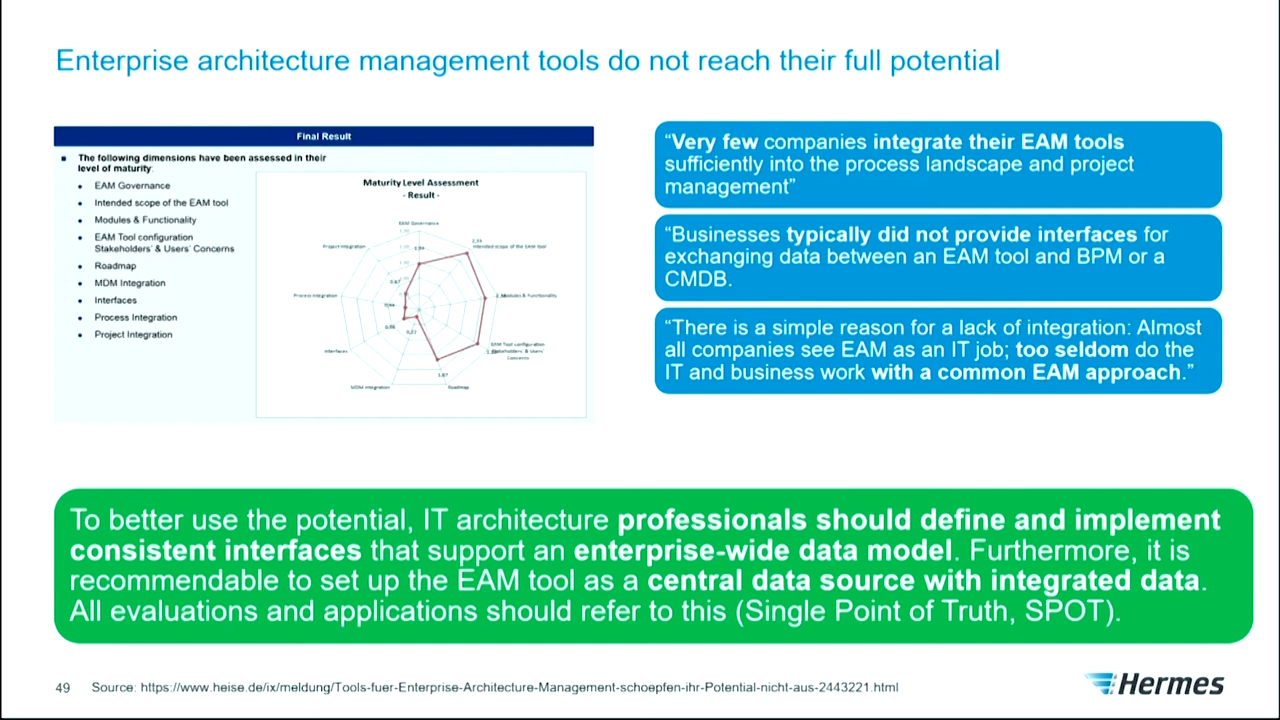 Enterprise architecture management tools do not reach their full potential
Final Result
The following dimensions have been assessed in their
level of maturity
EAM Governance
Intended scope of the EAM tool
Modules & Functionality
EAM Tool configuration
Stakeholders´ & Users´ Concerns
Roadmap
MDM Integration
Interfaces
Process Integration
Project Integration
Maturity Level Assessment
- Result -
EAM Governance
Intended scope of the EAM tool
Modules & Functionality
EAM Tool configuration
Stakeholders' & Users'
Concerns
Roadmap
MDM Integration
Interfaces
Process Integration
Project Integration
“Very few companies integrate their EAM tools
sufficiently into the process landscape and project
management”
“Businesses typically did not provide interfaces for
exchanging data between an EAM tool and BPM or a
CMDB.
“There is a simple reason for a lack of integration: Almost
all companies see EAM as an IT job; too seldom do the
IT and business work with a common EAM approach.”
To better use the potential, IT architecture professionals should define and implement
consistent interfaces that support an enterprise-wide data model. Furthermore, it is
recommendable to set up the EAM tool as a central data source with integrated data.
All evaluations and applications should refer to this (Single Point of Truth, SPOT).
49 Source: https://www.heise.de/ix/meldung/Tools-fuer-Enterprise-Architecture-Management-schoepfen-ihr-Potential-nicht-aus-2443221.html
Hermes